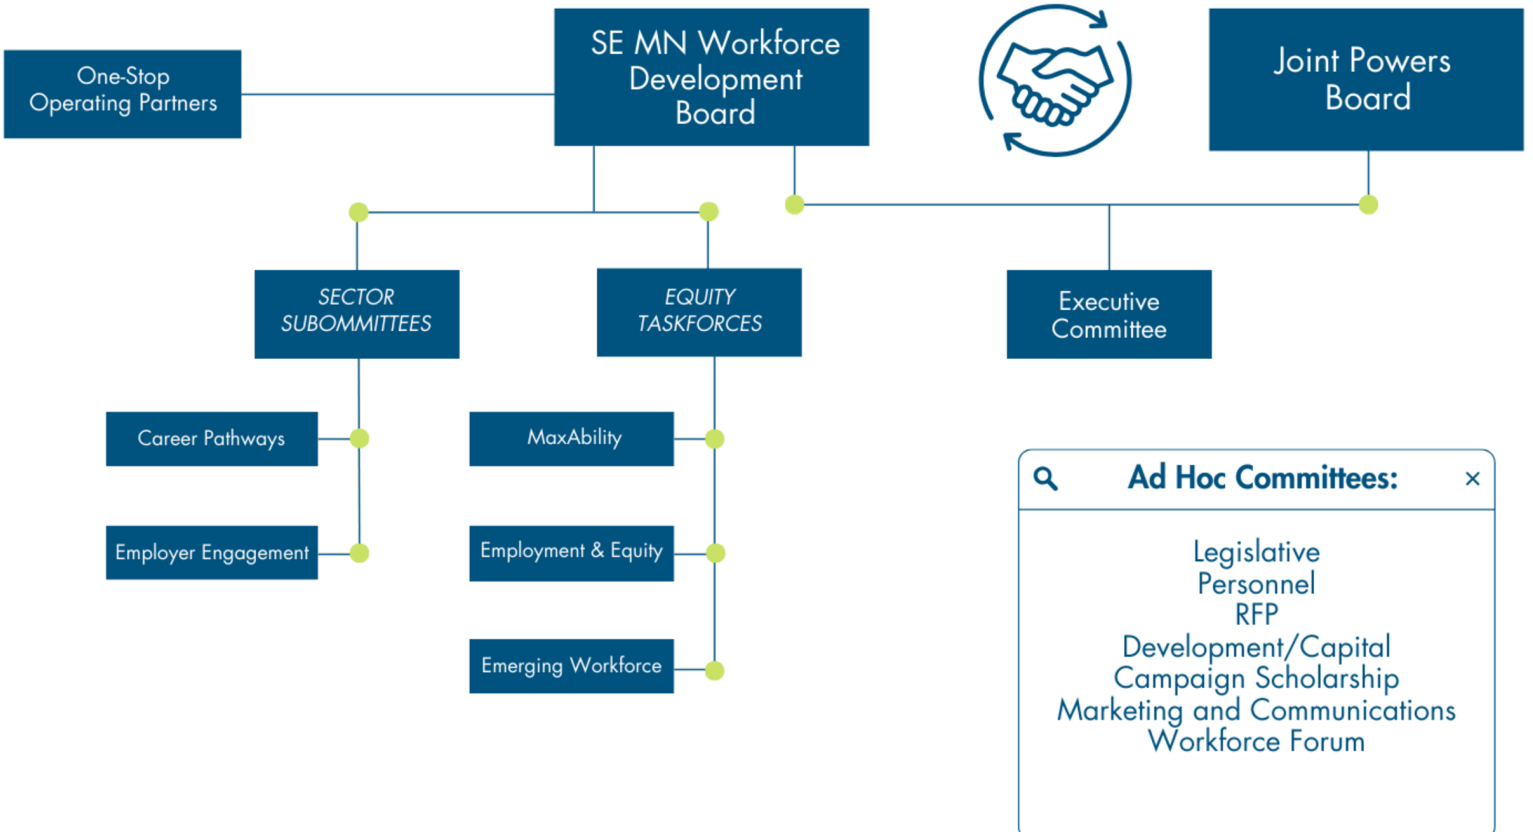 SE MN Workforce
Development
Board
Joint Powers
Board
One-Stop
Operating Partners
SECTOR
SUBOMMITTEES
EQUITY
TASKFORCES
Executive
Committee
Career Pathways
MaxAbility
Employer Engagement
Employment & Equity
Emerging Workforce
Ad Hoc Committees:
Legislative
Personnel
RFP
Development/Capital
Campaign Scholarship
Marketing and Communications
Workforce Forum